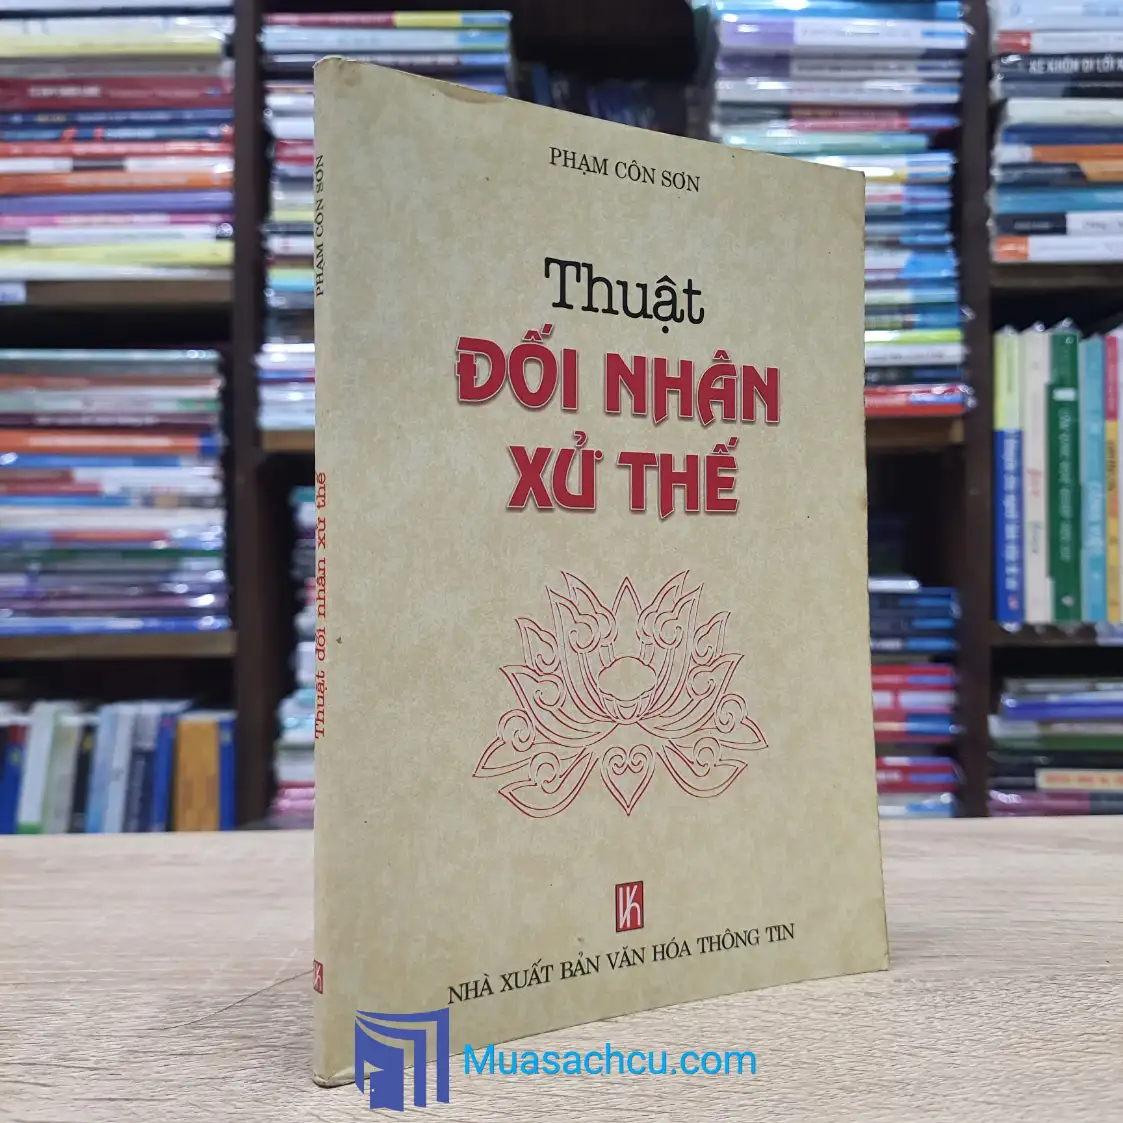 PHẠM CÔN SƠN
Thuật
ĐỐI NHÂN
XỬ THẾ
NHÀ XUẤT BẢN VĂN HÓA THÔNG TIN
PHẠM CÔN SƠN
Thuật đối nhân xử thế
Muasachcu.com